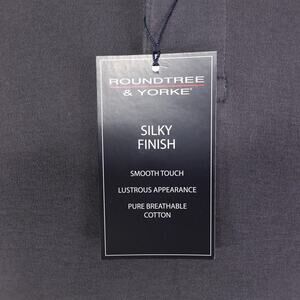 ROUNDTREE
& YORKE®
SILKY
FINISH
SMOOTH TOUCH
LUSTROUS APPEARANCE
PURE BREATHABLE
COTTON